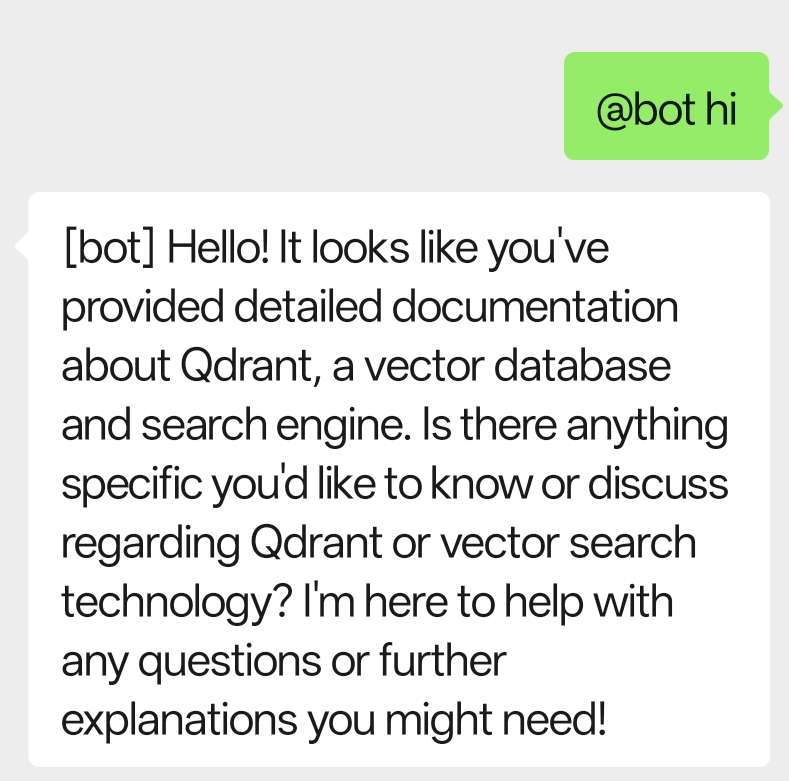 @bot hi
[bot] Hello! It looks like you've
provided detailed documentation
about Qdrant, a vector database
and search engine. Is there anything
specific you'd like to know or discuss
regarding Qdrant or vector search
technology? I'm here to help with
any questions or further
explanations you might need!